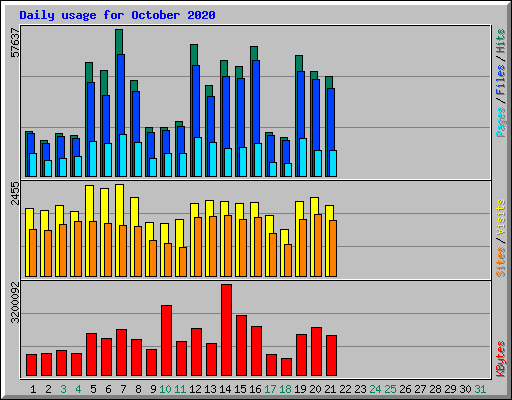 Daily usage for October 2020
57637
Pages / Files / Hits
2455
Sites / Visits
3200092
KBytes
1 2 3 4 5 6 7 8 9 10 11 12 13 14 15 16 17 18 19 20 21 22 23 24 25 26 27 28 29 30 31